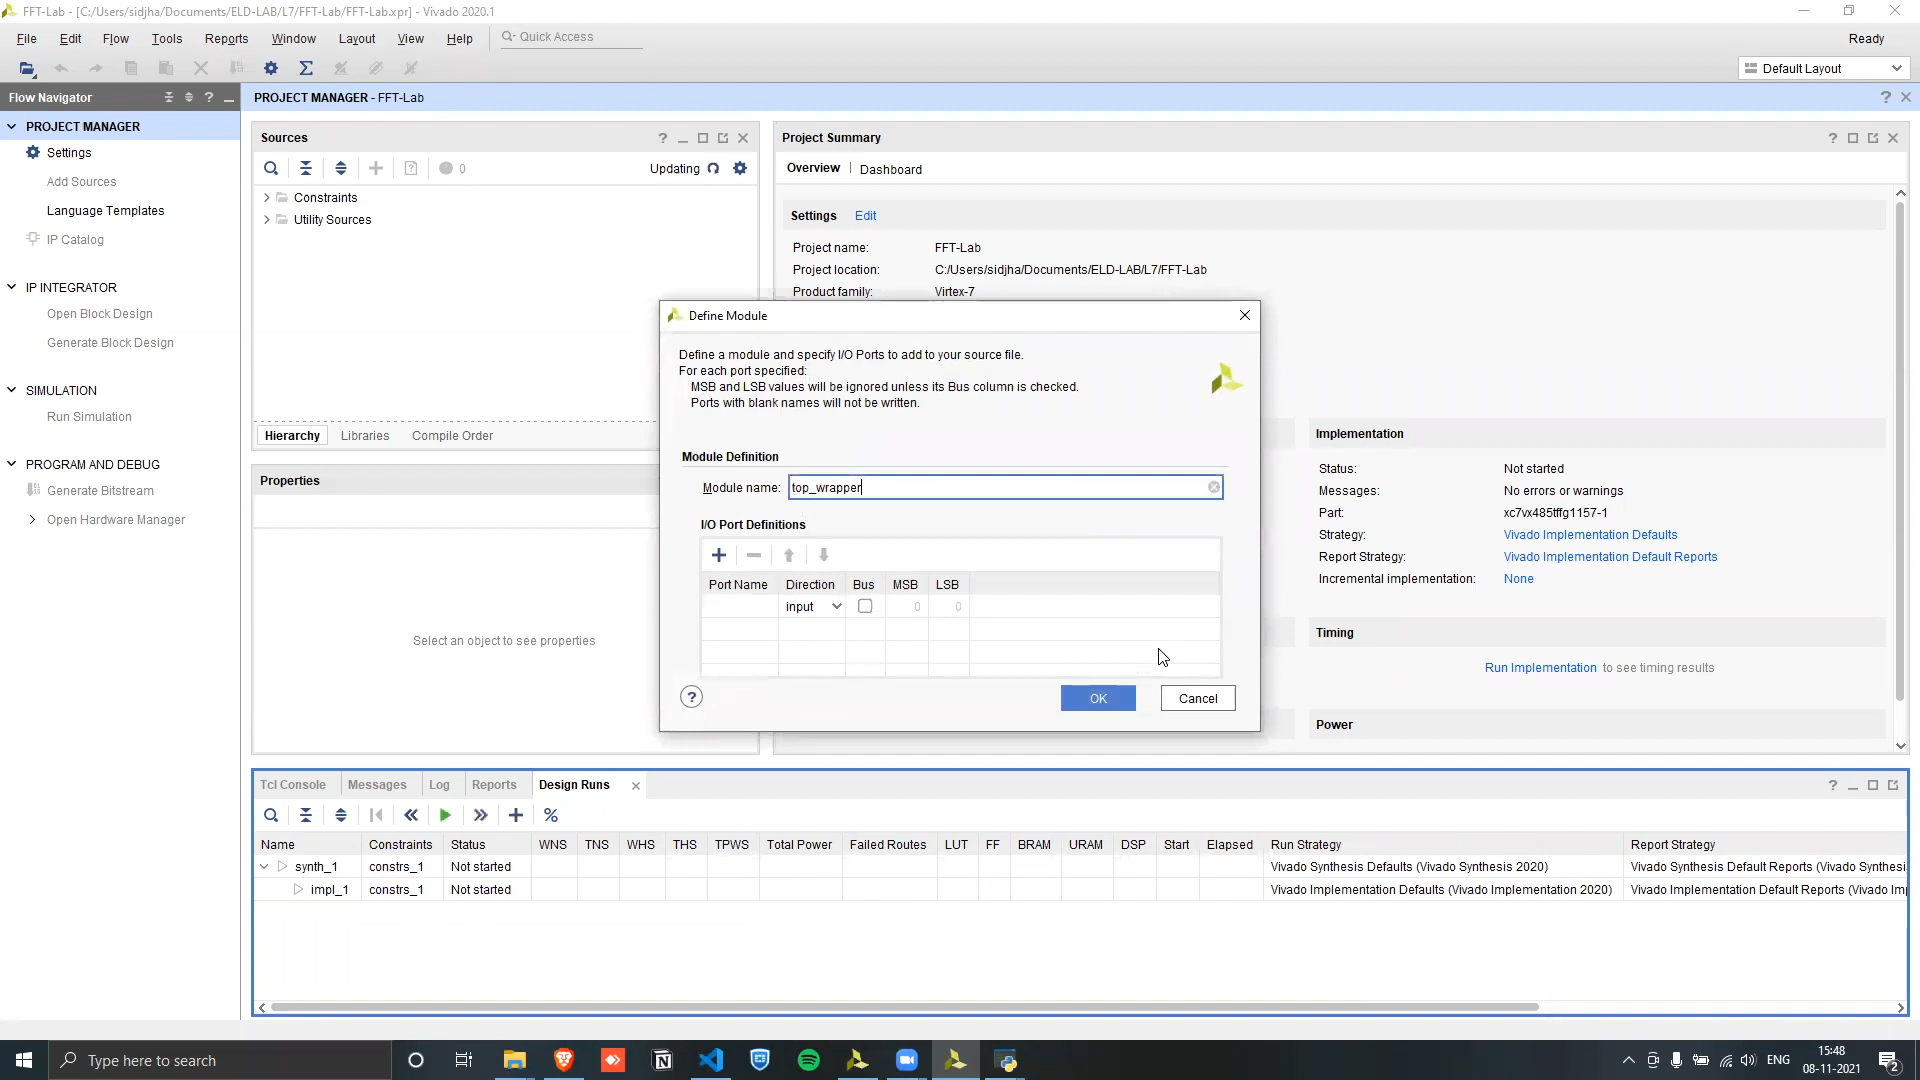 FFT-Lab - [C:/Users/sidjha/Documents/ELD-LAB/L7/FFT-Lab/FFT-Lab.xpr] - Vivado 2020.1
File Edit Flow Tools Reports Window Layout View Help Quick Access Ready
Default Layout
Flow Navigator
PROJECT MANAGER - FFT-Lab
PROJECT MANAGER
Settings
Add Sources
Language Templates
IP Catalog
IP INTEGRATOR
Open Block Design
Generate Block Design
SIMULATION
Run Simulation
PROGRAM AND DEBUG
Generate Bitstream
Open Hardware Manager
Sources
0 Updating
Constraints
Utility Sources
Hierarchy Libraries Compile Order
Properties
Select an object to see properties
Project Summary
Overview Dashboard
Settings Edit
Project name: FFT-Lab
Project location: C:/Users/sidjha/Documents/ELD-LAB/L7/FFT-Lab
Product family: Virtex-7
Define Module
Define a module and specify I/O Ports to add to your source file.
For each port specified:
MSB and LSB values will be ignored unless its Bus column is checked.
Ports with blank names will not be written.
Module Definition
Module name: top_wrapper
I/O Port Definitions
Port Name Direction Bus MSB LSB
input 0 0
? OK Cancel
Implementation
Status: Not started
Messages: No errors or warnings
Part: xc7vx485tffg1157-1
Strategy: Vivado Implementation Defaults
Report Strategy: Vivado Implementation Default Reports
Incremental implementation: None
Timing
Run Implementation to see timing results
Power
Tcl Console Messages Log Reports Design Runs
Name Constraints Status WNS TNS WHS THS TPWS Total Power Failed Routes LUT FF BRAM URAM DSP Start Elapsed Run Strategy Report Strategy
synth_1 constrs_1 Not started Vivado Synthesis Defaults (Vivado Synthesis 2020) Vivado Synthesis Default Reports (Vivado Synthesi
impl_1 constrs_1 Not started Vivado Implementation Defaults (Vivado Implementation 2020) Vivado Implementation Default Reports (Vivado Im
Type here to search
ENG
15:48
08-11-2021
2